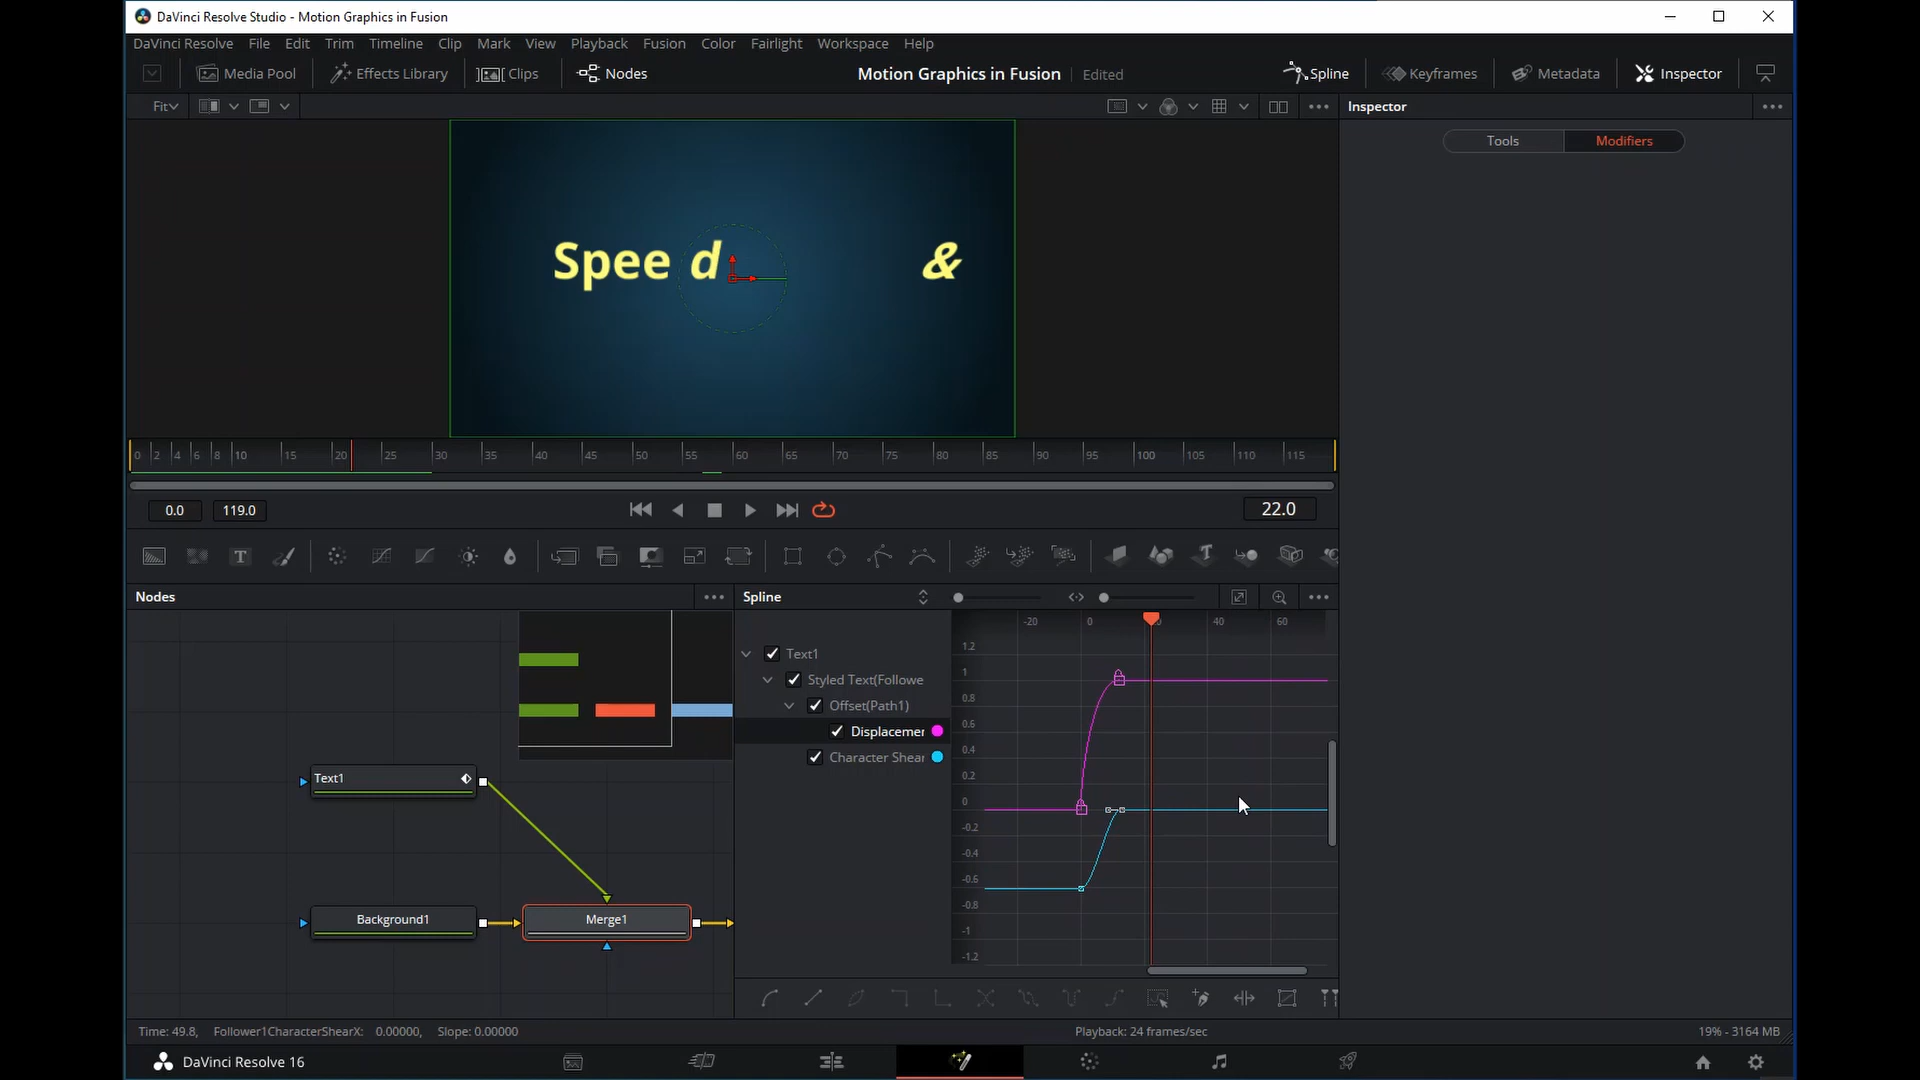 DaVinci Resolve Studio - Motion Graphics in Fusion
DaVinci Resolve File Edit Trim Timeline Clip Mark View Playback Fusion Color Fairlight Workspace Help
Media Pool Effects Library Clips Nodes Motion Graphics in Fusion Edited Spline Keyframes Metadata Inspector
Fit Inspector
Tools Modifiers
Speed &
0 2 4 6 8 10 15 20 25 30 35 40 45 50 55 60 65 70 75 80 85 90 95 100 105 110 115
0.0 119.0 22.0
Nodes Spline
-20 0 40 60
Text1
Styled Text(Followe
Offset(Path1)
Displacemer
Character Shear
1.2
1
0.8
0.6
0.4
0.2
0
-0.2
-0.4
-0.6
-0.8
-1
-1.2
Text1
Background1 Merge1
Time: 49.8, Follower1CharacterShearX: 0.00000, Slope: 0.00000 Playback: 24 frames/sec 19% - 3164 MB
DaVinci Resolve 16